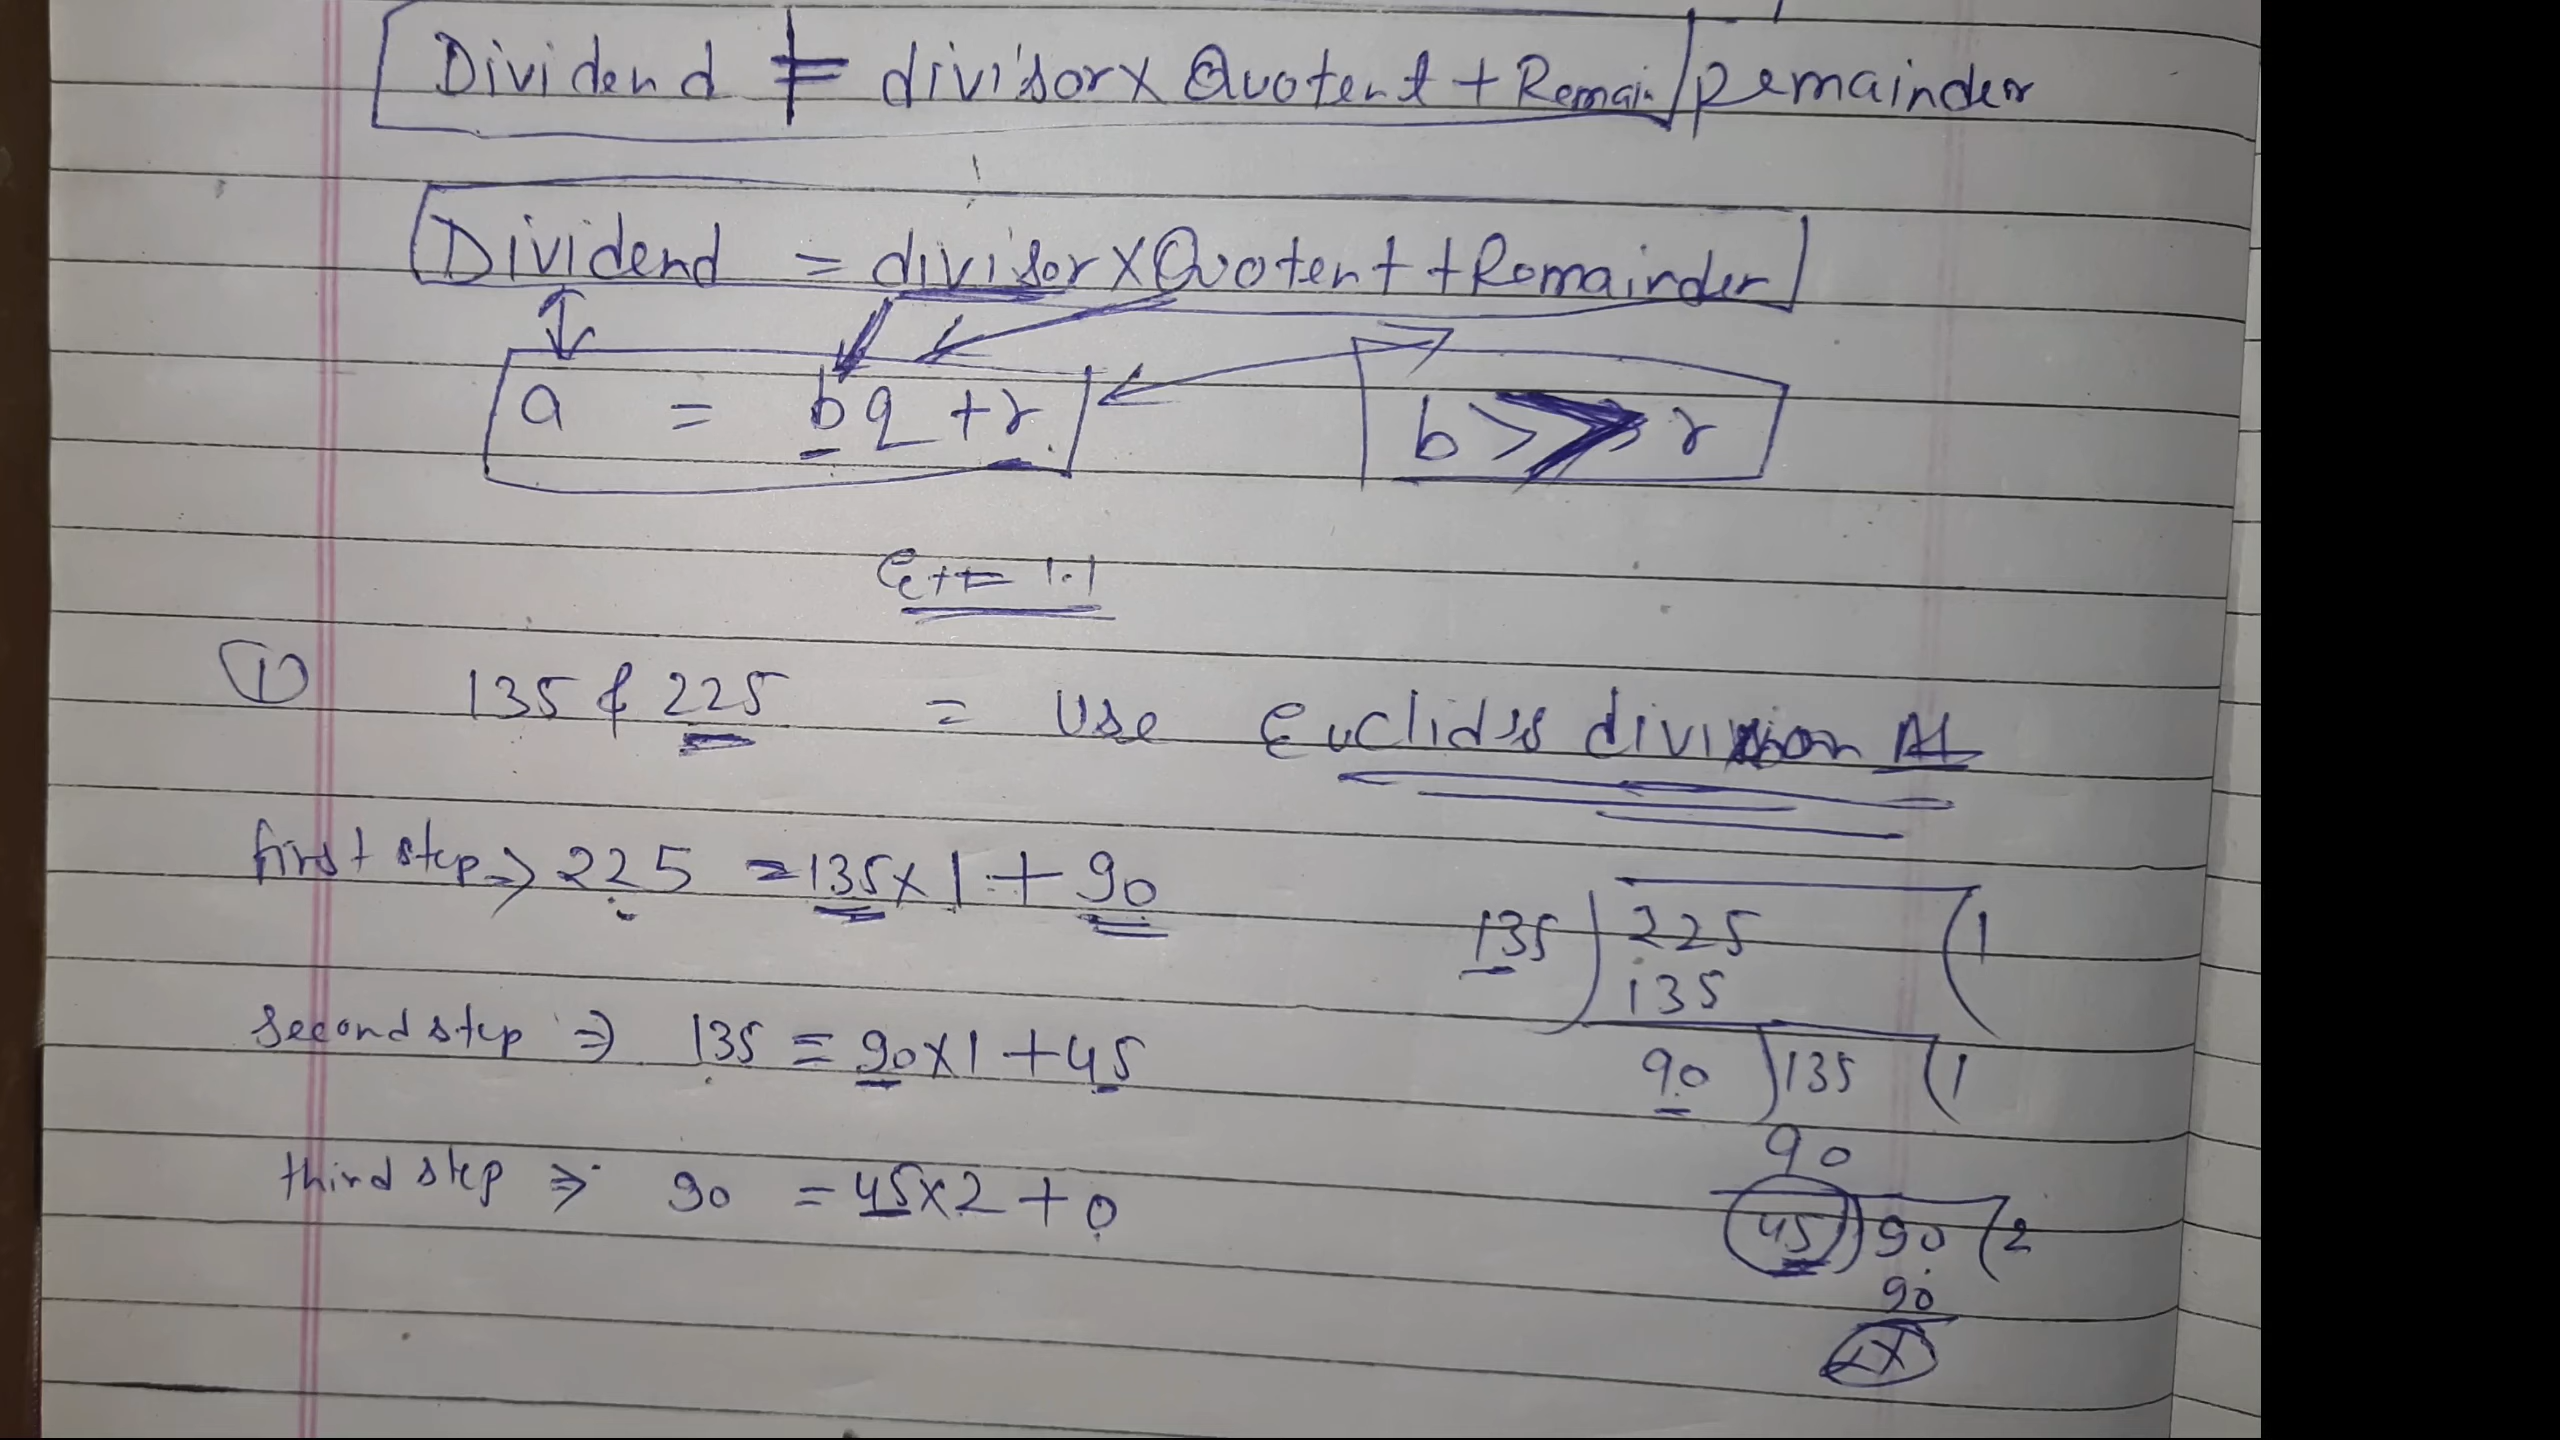 Dividend = divisor x Quotent + Remain Remainder
Dividend = divisor x Quotent + Remainder
a = bq + r. b > r
1.1
① 135 & 225 = Use Euclid's division Al
first step ⇒ 225 = 135 x 1 + 90
second step ⇒ 135 = 90 x 1 + 45
third step ⇒ 90 = 45 x 2 + 0
135 ) 225 ( 1
135
90 ) 135 ( 1
90
45 ) 90 ( 2
90
X